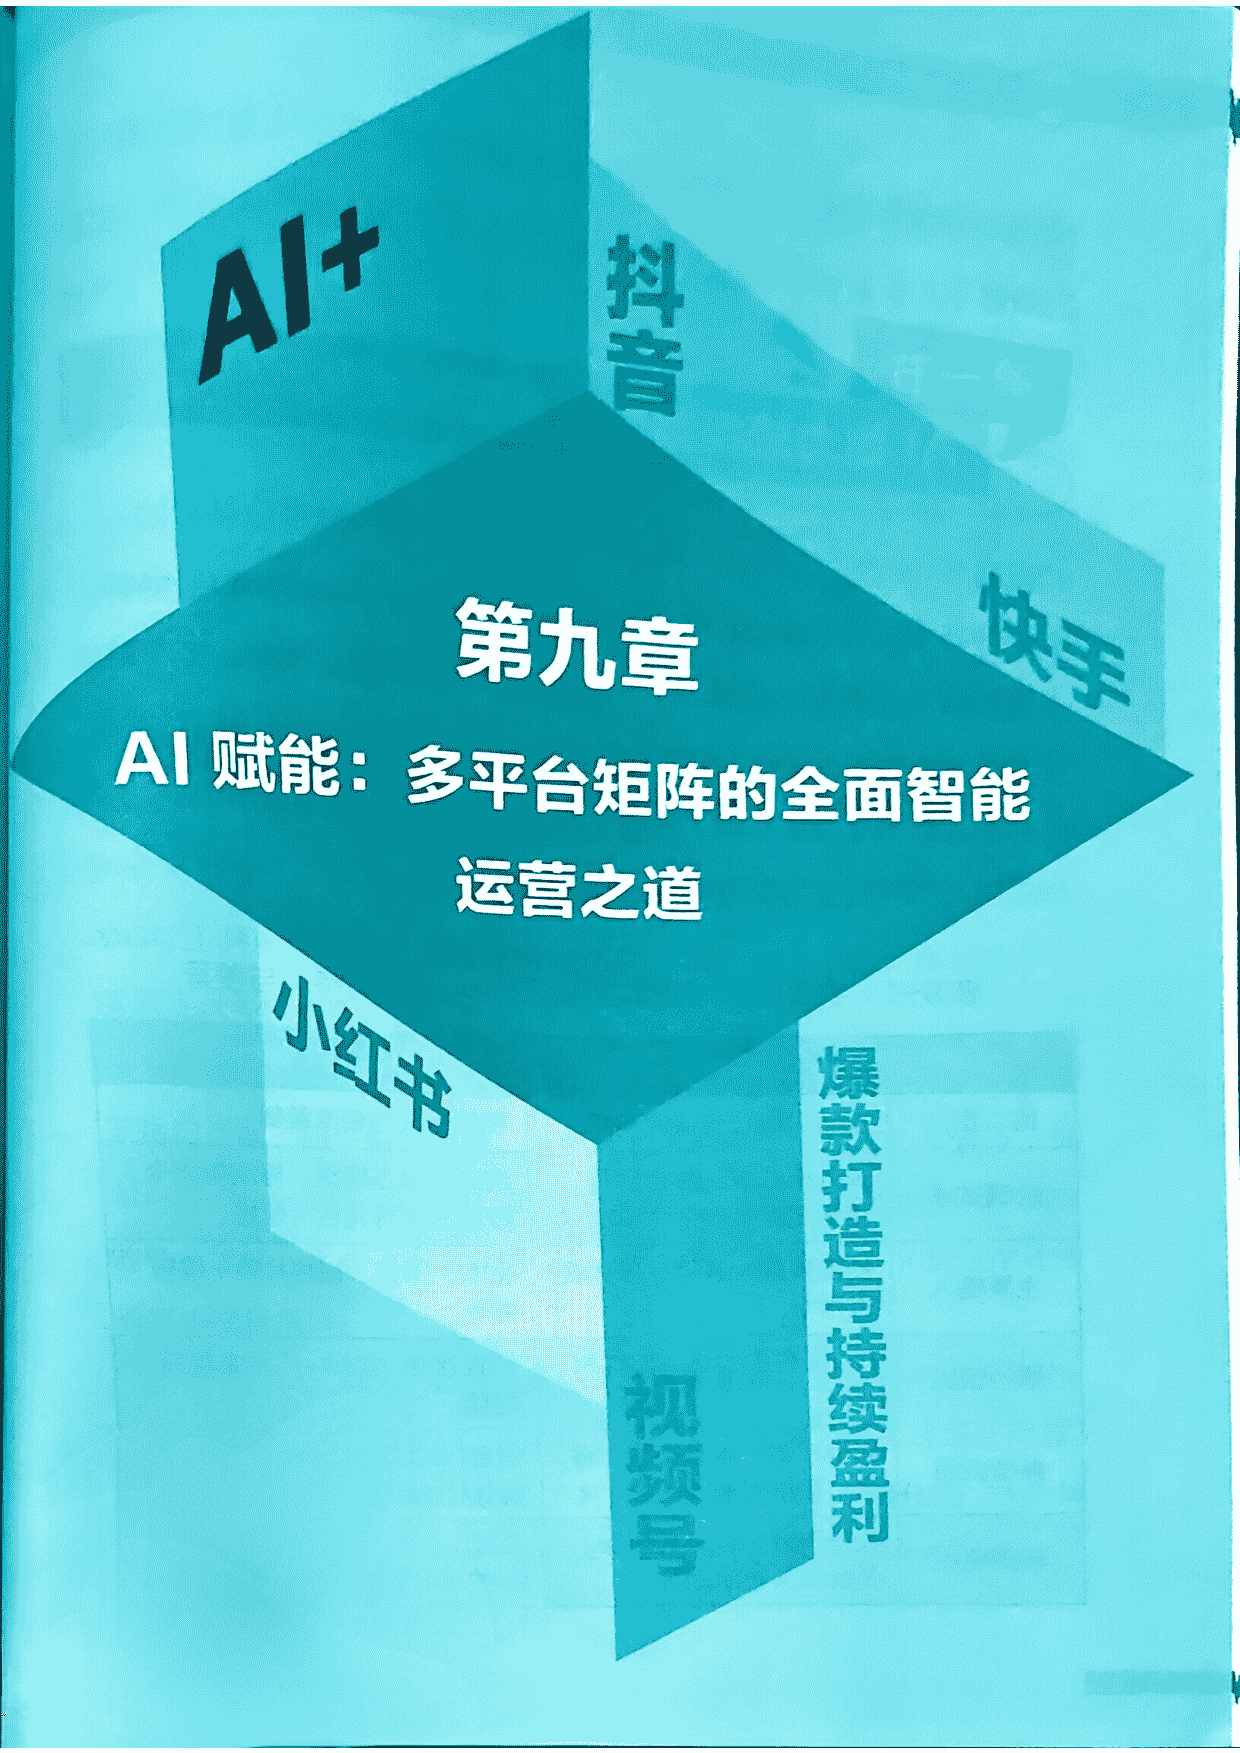 AI+
抖音
快手
第九章
AI 赋能：多平台矩阵的全面智能
运营之道
小红书
视频号
爆款打造与持续盈利